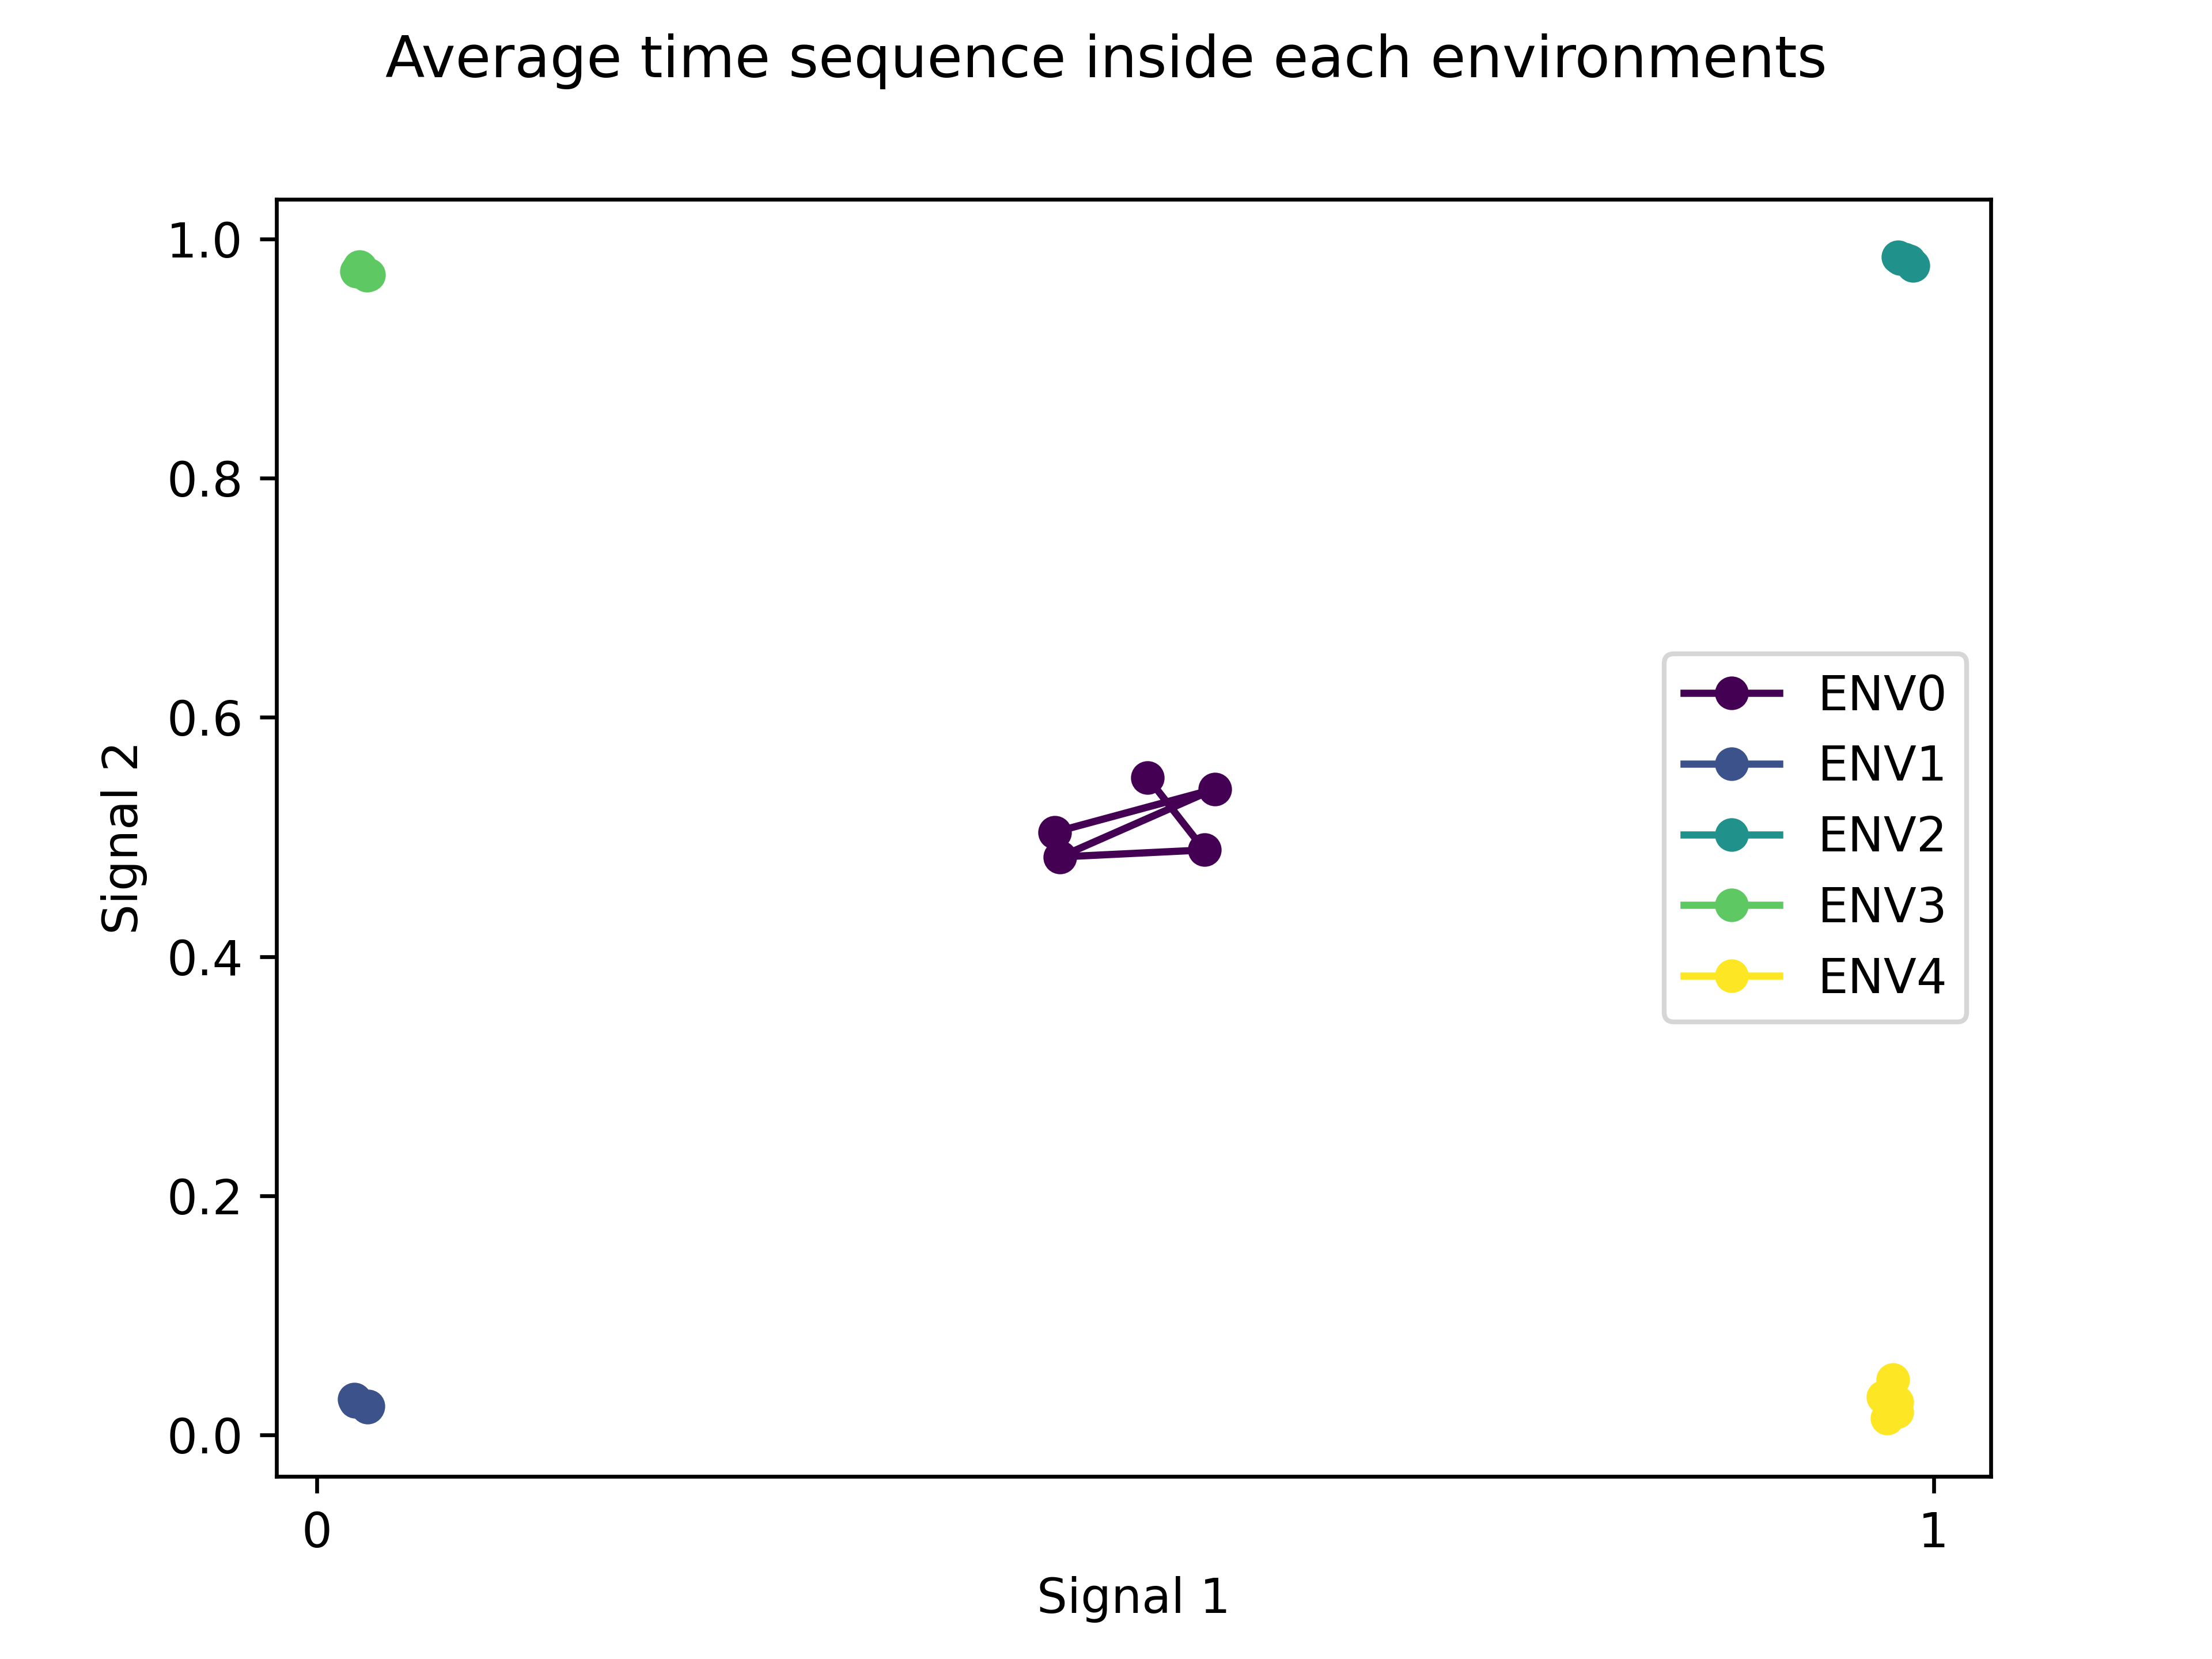 Average time sequence inside each environments
1.0
0.8
0.6
0.4
0.2
0.0
Signal 2
ENV0
ENV1
ENV2
ENV3
ENV4
0 1
Signal 1